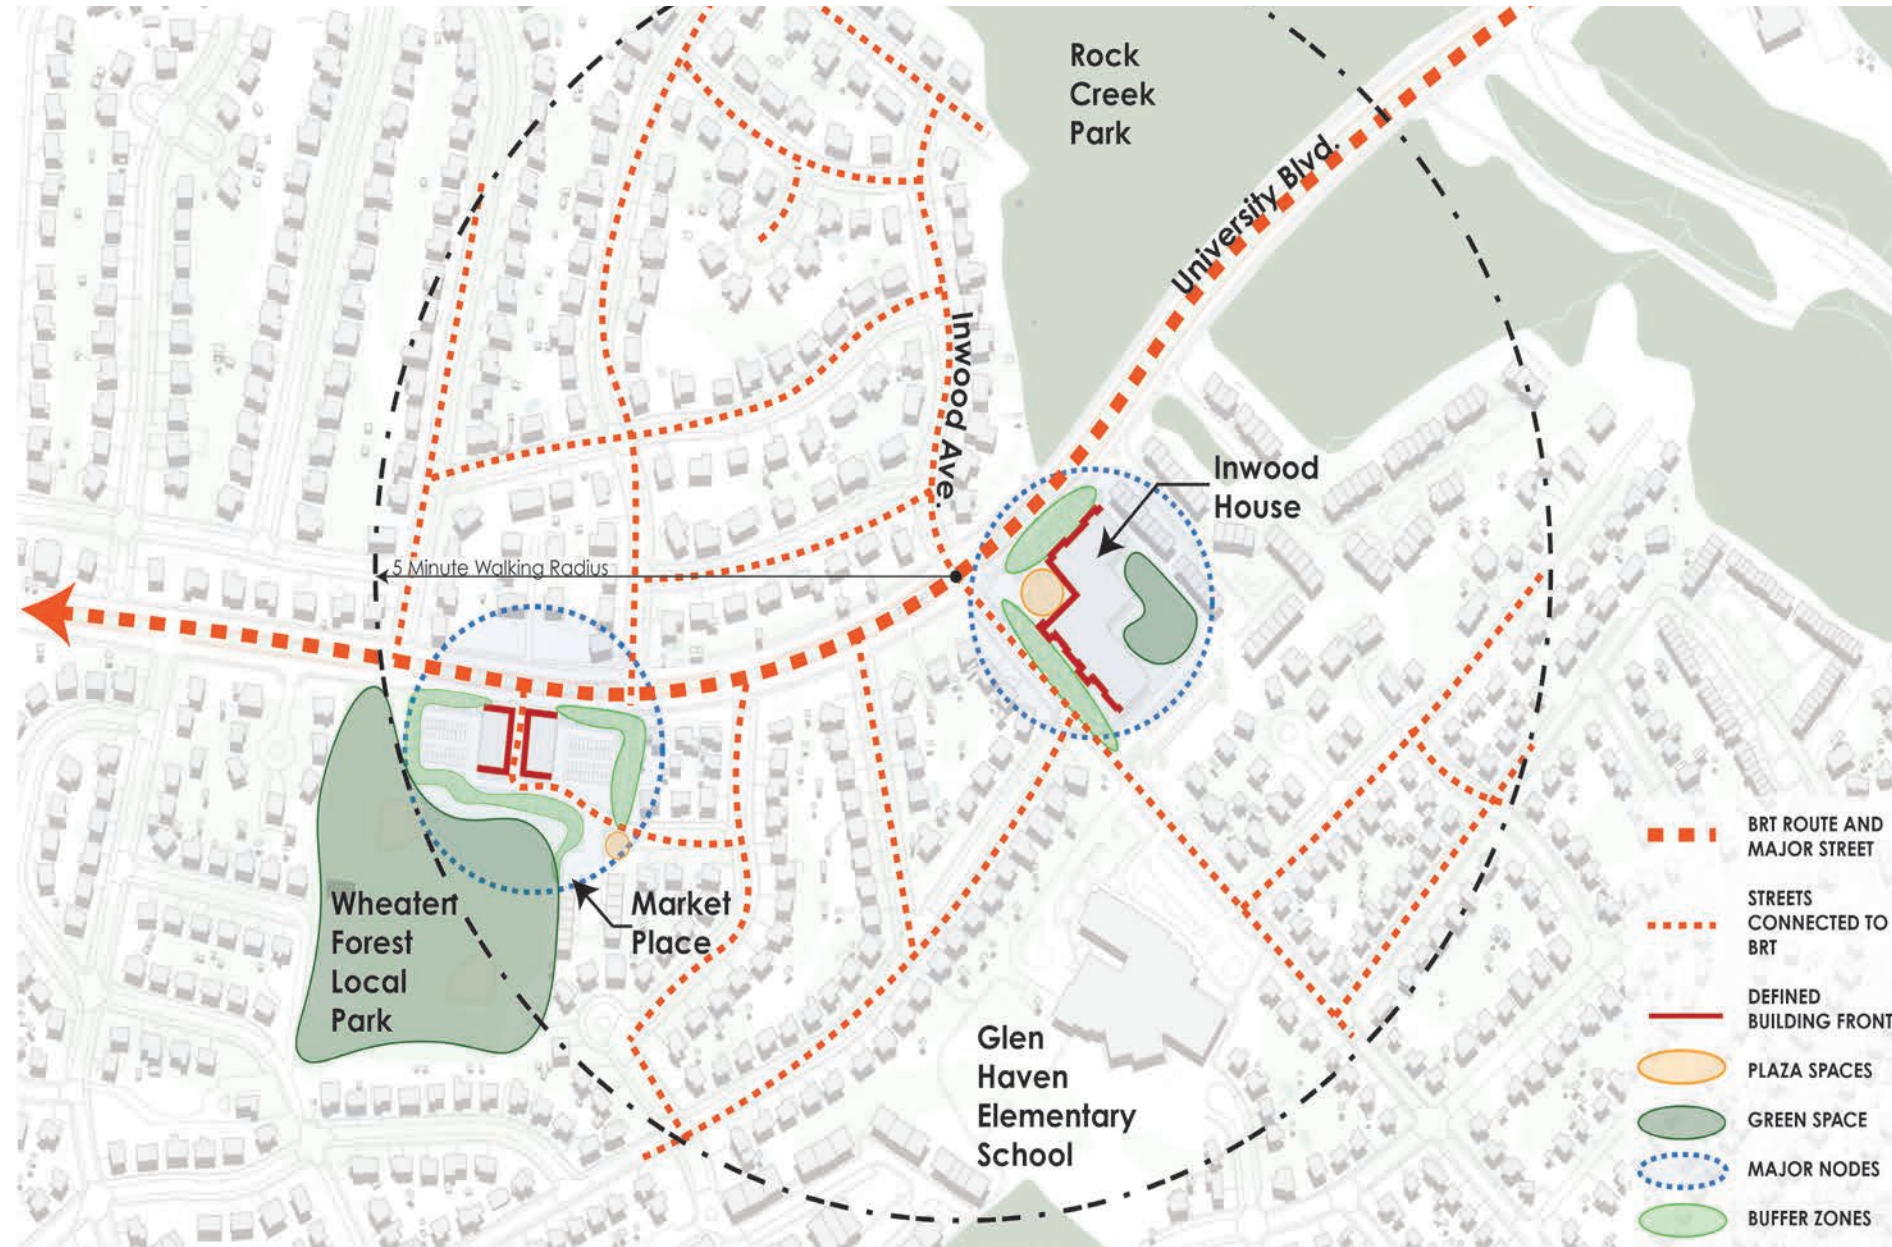 Rock
Creek
Park
University Blvd.
Inwood Ave.
Inwood
House
5 Minute Walking Radius
Wheaten
Forest
Local
Park
Market
Place
Glen
Haven
Elementary
School
BRT ROUTE AND
MAJOR STREET
STREETS
CONNECTED TO
BRT
DEFINED
BUILDING FRONT
PLAZA SPACES
GREEN SPACE
MAJOR NODES
BUFFER ZONES